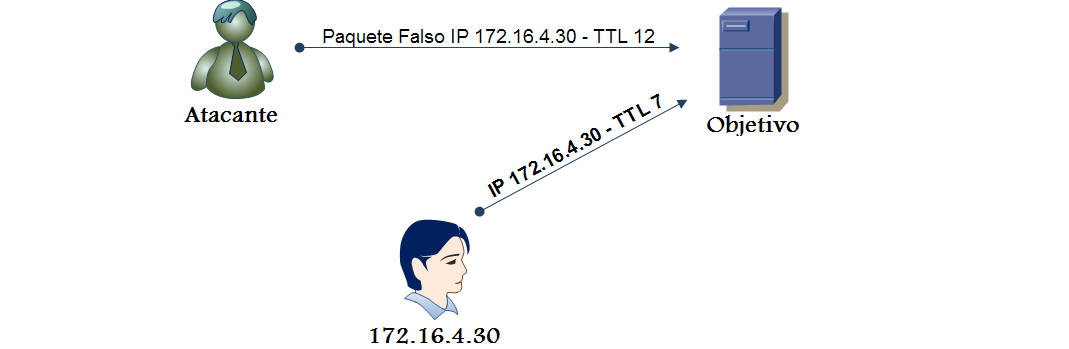 Paquete Falso IP 172.16.4.30 - TTL 12
Atacante
Objetivo
IP 172.16.4.30 - TTL 7
172.16.4.30